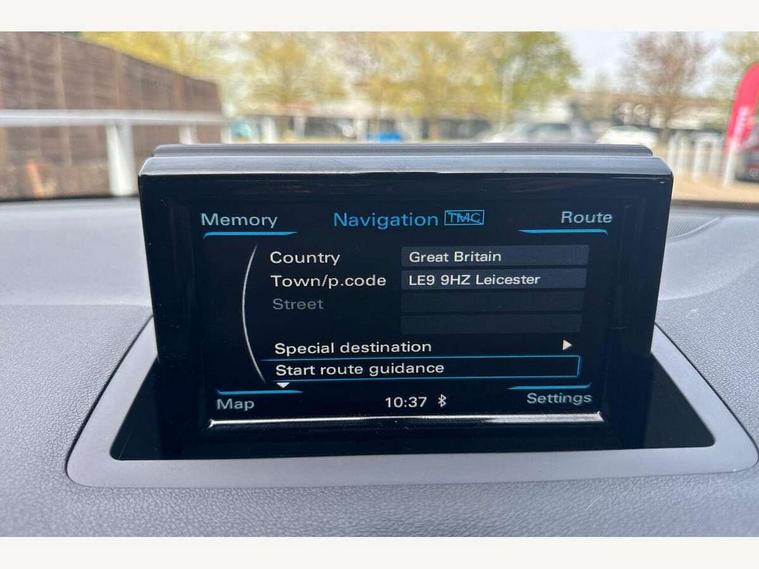 Memory Navigation TMC Route
Country Great Britain
Town/p.code LE9 9HZ Leicester
Street
Special destination
Start route guidance
Map 10:37 Settings